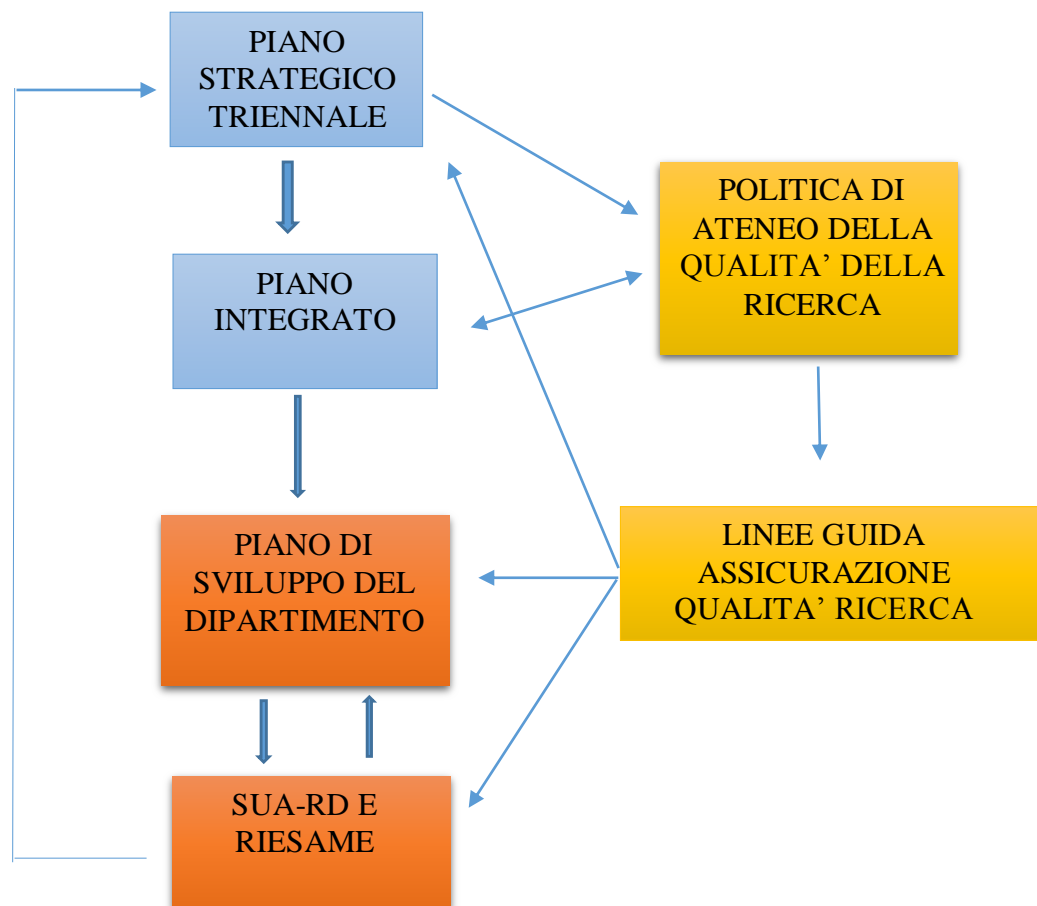 PIANO
STRATEGICO
TRIENNALE
POLITICA DI
ATENEO DELLA
QUALITA’ DELLA
RICERCA
PIANO
INTEGRATO
PIANO DI
SVILUPPO DEL
DIPARTIMENTO
LINEE GUIDA
ASSICURAZIONE
QUALITA’ RICERCA
SUA-RD E
RIESAME